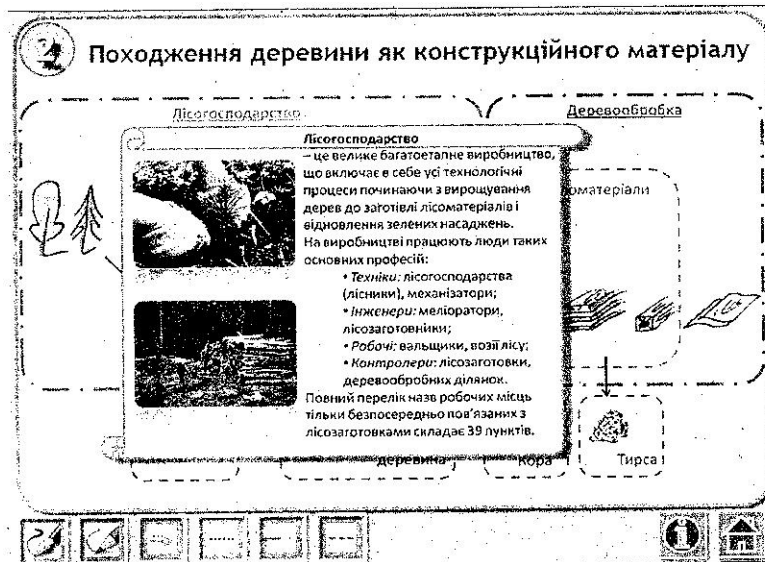 Походження деревини як конструкційного матеріалу
Лісогосподарство
Деревообробка
Лісогосподарство
– це велике багатоетапне виробництво,
що включає в себе усі технологічні
процеси починаючи з вирощування
дерев до заготівлі лісоматеріалів і
відновлення зелених насаджень.
На виробництві працюють люди таких
основних професій:
• Техніки: лісогосподарства
(лісники), механізатори;
• Інженери: меліоратори,
лісозаготовники;
• Робочі: вальщики, возії лісу;
• Контролери: лісозаготовки,
деревообробних ділянок.
Повний перелік назв робочих місць
тільки безпосередньо пов'язаних з
лісозаготовками складає 39 пунктів.
оматеріали
деревина
Кора
Тирса